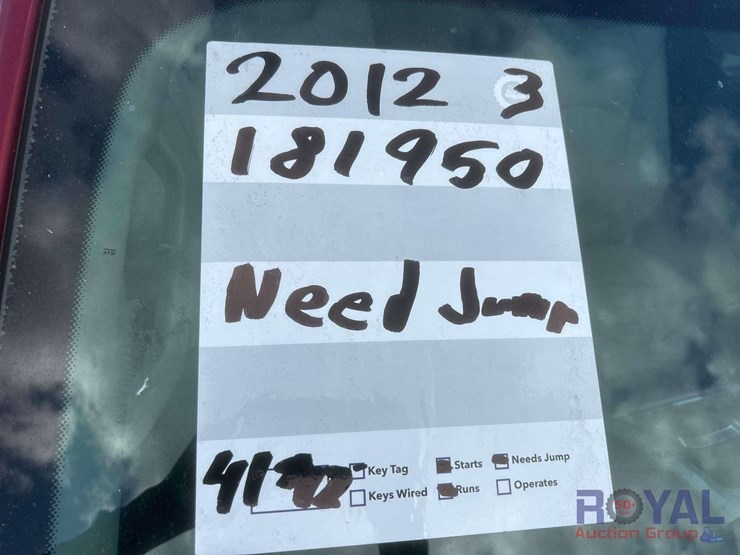 2012 3
181950
Need Jump
Key Tag Starts Needs Jump
Keys Wired Runs Operates
ROYAL
Auction Group